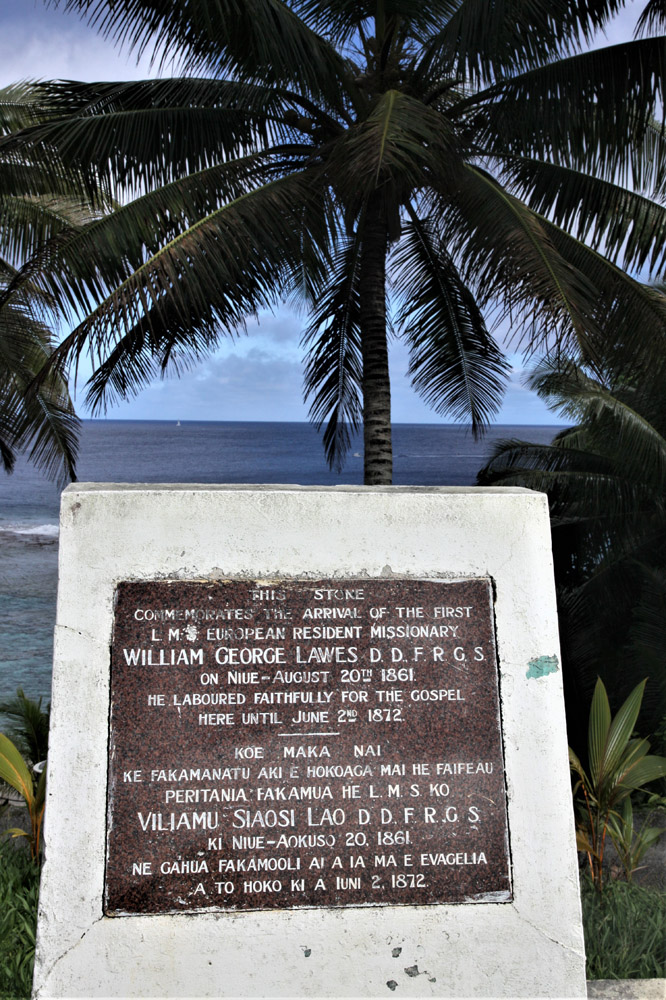 THIS STONE
COMMEMORATES THE ARRIVAL OF THE FIRST
L.M.S EUROPEAN RESIDENT MISSIONARY
WILLIAM GEORGE LAWES D.D.F.R.G.S.
ON NIUE-AUGUST 20TH 1861.
HE LABOURED FAITHFULLY FOR THE GOSPEL
HERE UNTIL JUNE 2ND 1872.
KOE MAKA NAI
KE FAKAMANATU AKI E HOKOAGA MAI HE FAIFEAU
PERITANIA FAKAMUA HE L.M.S KO
VILIAMU SIAOSI LAO D.D.F.R.G.S.
KI NIUE-AOKUSO 20, 1861.
NE GAHUA FAKAMOOLI AI A IA MA E EVAGELIA
A TO HOKO KI A IUNI 2, 1872.